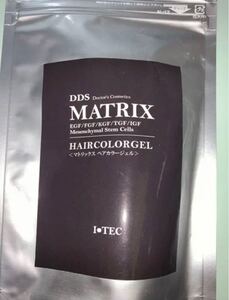 DDS Doctor's Cosmetics
MATRIX
EGF/FGF/KGF/TGF/IGF
Mesenchymal Stem Cells
HAIRCOLORGEL
<マトリックス ヘアカラージェル>
I•TEC